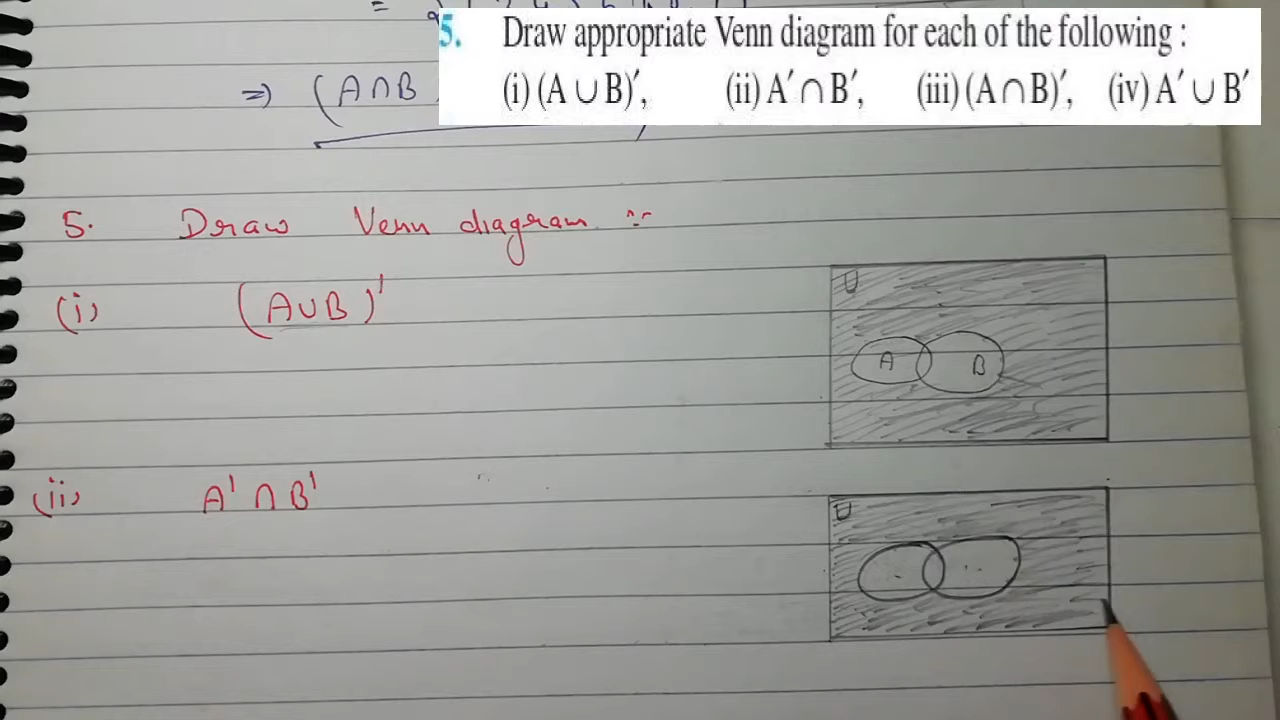 5. Draw appropriate Venn diagram for each of the following :
(i) (A ∪ B)′, (ii) A′ ∩ B′, (iii) (A ∩ B)′, (iv) A′ ∪ B′
=
⇒ (A∩B
5. Draw Venn diagram :-
(i) (A∪B)'
U
A B
(ii) A' ∩ B'
U